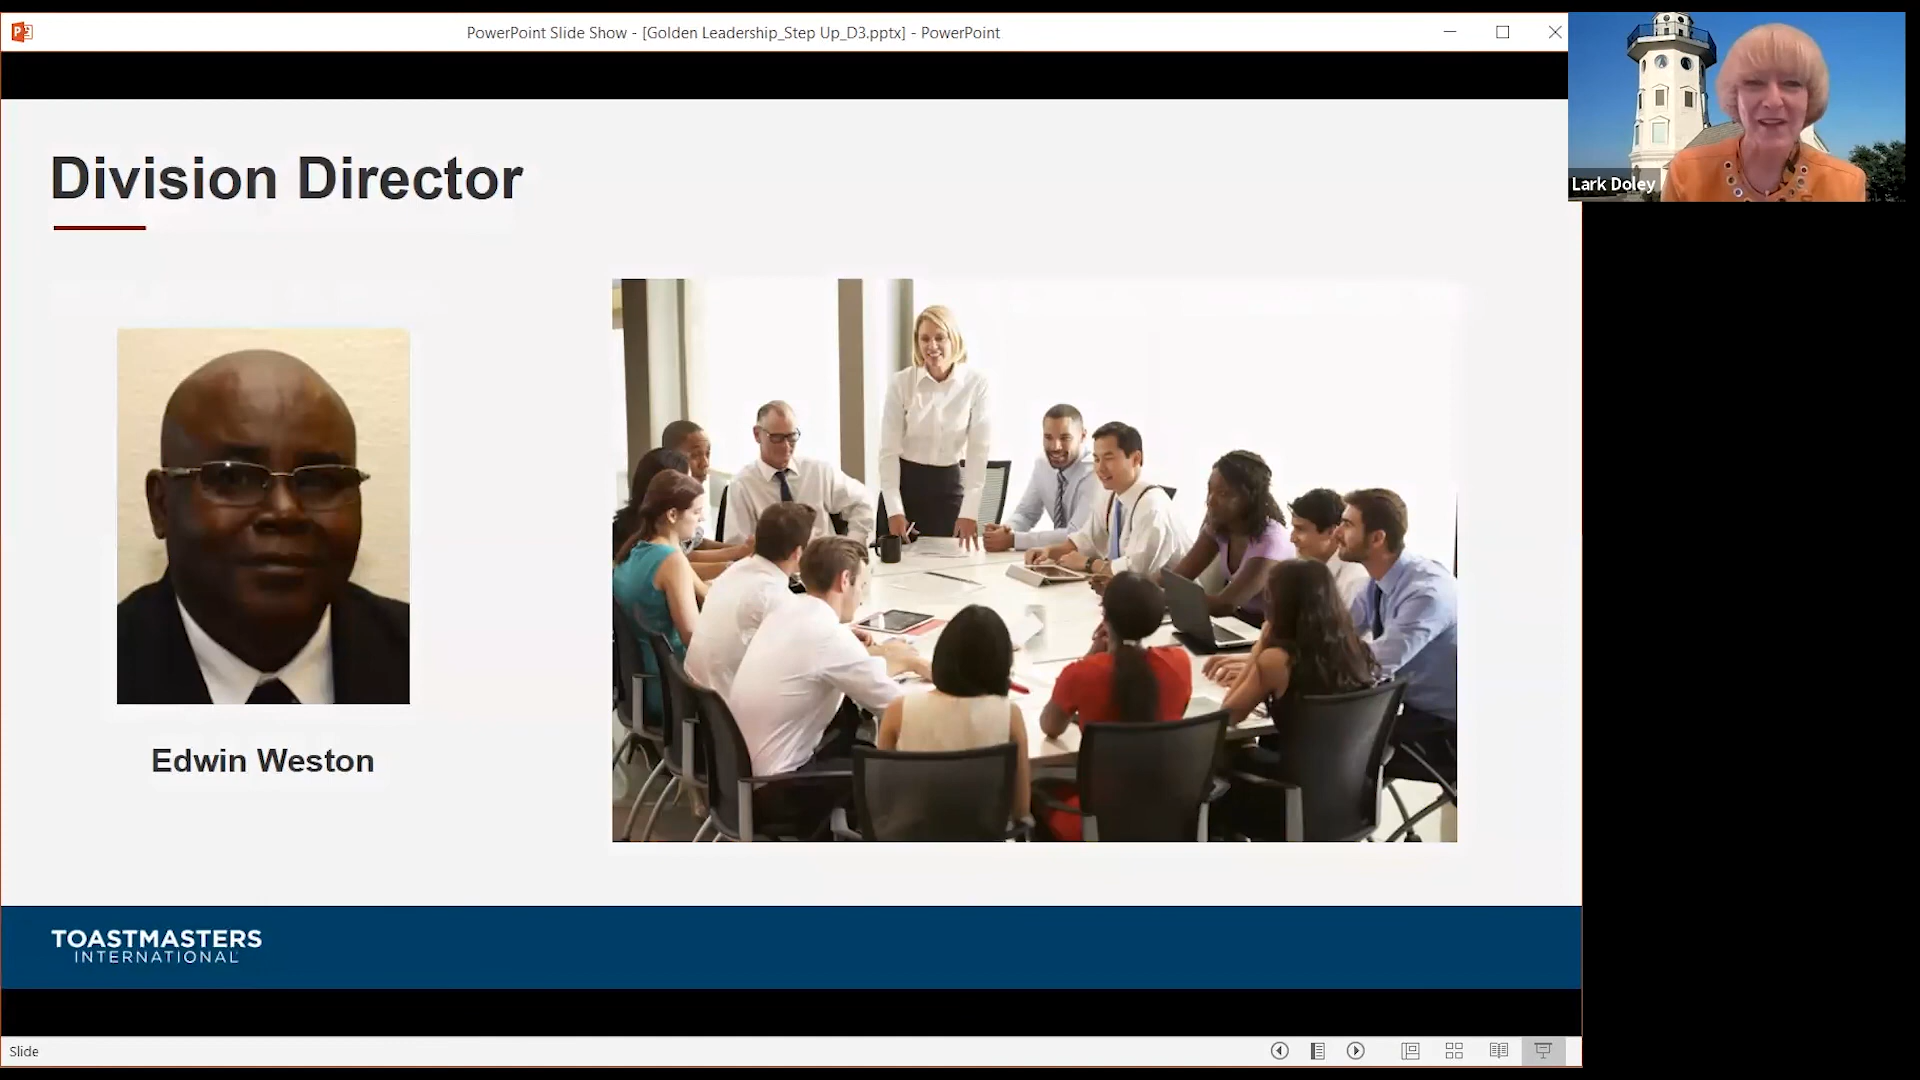 PowerPoint Slide Show - [Golden Leadership_Step Up_D3.pptx] - PowerPoint
Lark Doley
Division Director
Edwin Weston
TOASTMASTERS
INTERNATIONAL
Slide